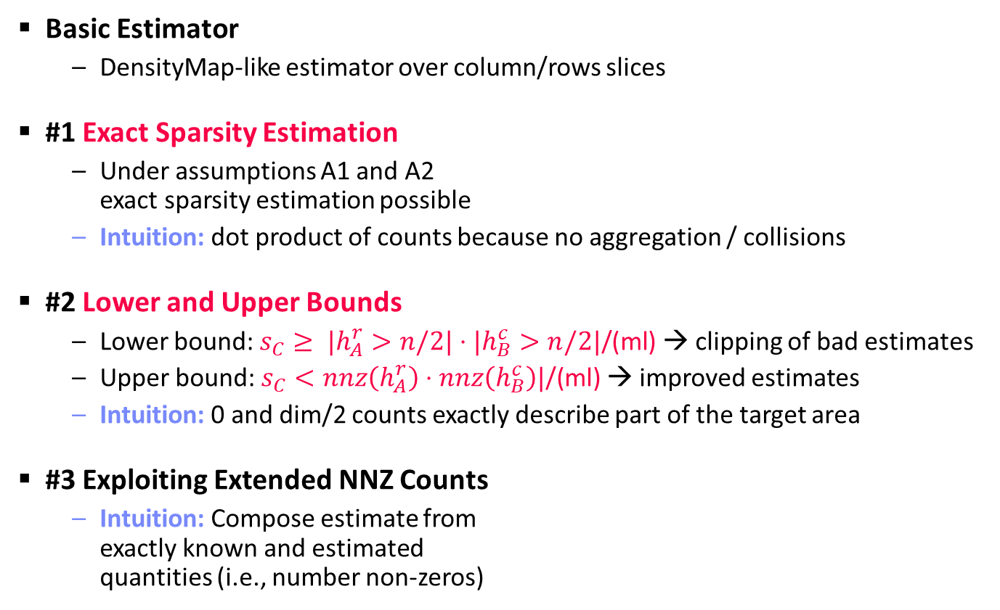 ▪ Basic Estimator
– DensityMap-like estimator over column/rows slices
▪ #1 Exact Sparsity Estimation
– Under assumptions A1 and A2
exact sparsity estimation possible
– Intuition: dot product of counts because no aggregation / collisions
▪ #2 Lower and Upper Bounds
– Lower bound: $s_C \geq |h_A^r > n/2| \cdot |h_B^c > n/2|/(ml)$ → clipping of bad estimates
– Upper bound: $s_C < nnz(h_A^r) \cdot nnz(h_B^c)|/(ml)$ → improved estimates
– Intuition: 0 and dim/2 counts exactly describe part of the target area
▪ #3 Exploiting Extended NNZ Counts
– Intuition: Compose estimate from
exactly known and estimated
quantities (i.e., number non-zeros)